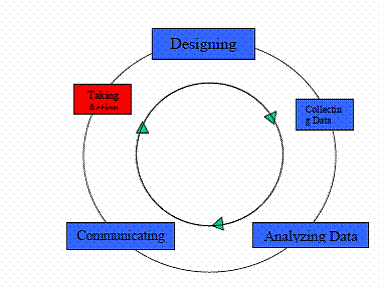 Designing
Taking
Action
Collectin
g Data
Communicating
Analyzing Data